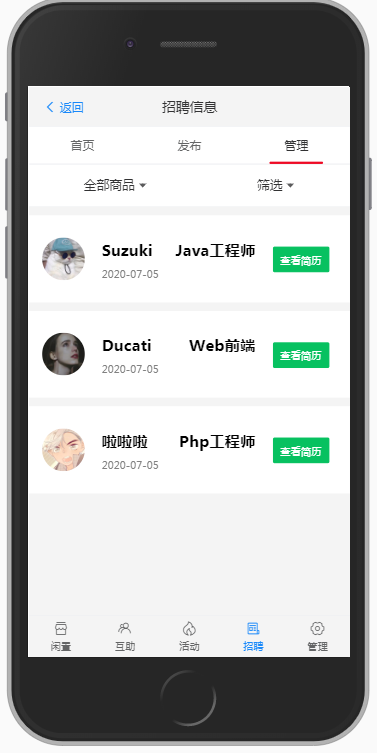 返回 招聘信息
首页 发布 管理
全部商品 筛选
Suzuki Java工程师
2020-07-05
查看简历
Ducati Web前端
2020-07-05
查看简历
啦啦啦 Php工程师
2020-07-05
查看简历
闲置 互助 活动 招聘 管理